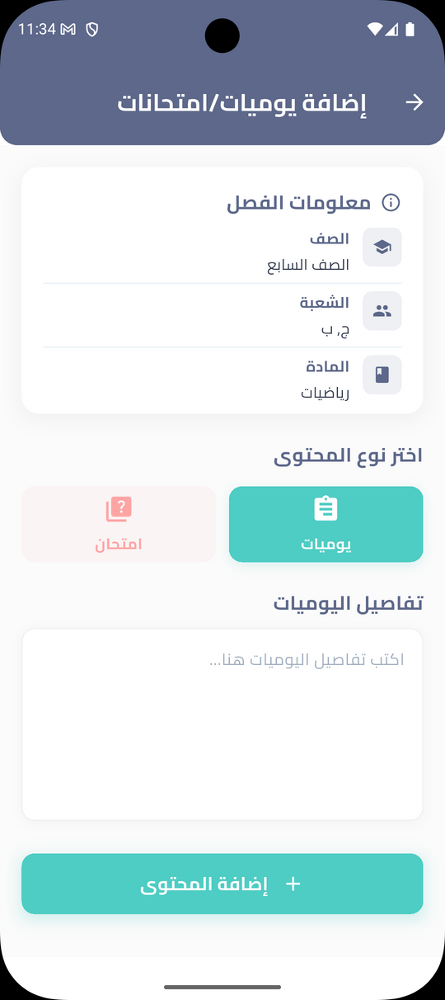 11:34
إضافة يوميات/امتحانات
معلومات الفصل
الصف
الصف السابع
الشعبة
ج, ب
المادة
رياضيات
اختر نوع المحتوى
يوميات
امتحان
تفاصيل اليوميات
اكتب تفاصيل اليوميات هنا...
إضافة المحتوى